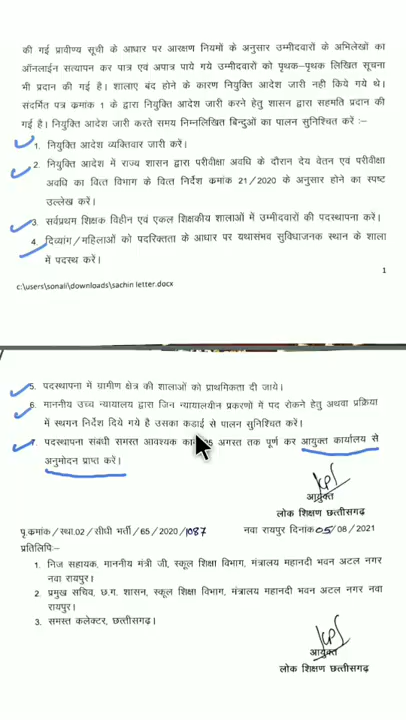 की गई प्रावीण्य सूची के आधार पर आरक्षण नियमों के अनुसार उम्मीदवारों के अभिलेखों का
ऑनलाईन सत्यापन कर पात्र एवं अपात्र पाये गये उम्मीदवारों को पृथक-पृथक लिखित सूचना
भी प्रदान की गई है। शालाए बंद होने के कारण नियुक्ति आदेश जारी नही किये गये थे।
संदर्भित पत्र कमांक 1 के द्वारा नियुक्ति आदेश जारी करने हेतु शासन द्वारा सहमति प्रदान की
गई है। नियुक्ति आदेश जारी करते समय निम्नलिखित बिन्दुओं का पालन सुनिश्चित करें :–
1. नियुक्ति आदेश व्यक्तिवार जारी करें।
2. नियुक्ति आदेश में राज्य शासन द्वारा परीवीक्षा अवधि के दौरान देय वेतन एवं परीवीक्षा
अवधि का वित्त विभाग के वित्त निर्देश कमांक 21/2020 के अनुसार होने का स्पष्ट
उल्लेख करें।
3. सर्वप्रथम शिक्षक विहीन एवं एकल शिक्षकीय शालाओं में उम्मीदवारों की पदस्थापना करें।
4. दिव्यांग/महिलाओं को पदरिक्तता के आधार पर यथासंभव सुविधाजनक स्थान के शाला
में पदस्थ करें।
1
c:\users\sonali\downloads\sachin letter.docx
5. पदस्थापना में ग्रामीण क्षेत्र की शालाओं को प्राथमिकता दी जाये।
6. माननीय उच्च न्यायालय द्वारा जिन न्यायालयीन प्रकरणों में पद रोकने हेतु अथवा प्रक्रिया
में स्थगन निर्देश दिये गये है उसका कडाई से पालन सुनिश्चित करें।
7. पदस्थापना संबंधी समस्त आवश्यक 25 अगस्त तक पूर्ण कर आयुक्त कार्यालय से
अनुमोदन प्राप्त करें।
आयुक्त
लोक शिक्षण छत्तीसगढ़
पृ.कमांक/स्था.02/सीधी भर्ती/65/2020/1087 नवा रायपुर दिनांक 05/08/2021
प्रतिलिपिः–
1. निज सहायक, माननीय मंत्री जी, स्कूल शिक्षा विभाग, मंत्रालय महानदी भवन अटल नगर
नवा रायपुर।
2. प्रमुख सचिव, छ.ग. शासन, स्कूल शिक्षा विभाग, मंत्रालय महानदी भवन अटल नगर नवा
रायपुर।
3. समस्त कलेक्टर, छत्तीसगढ़।
आयुक्त
लोक शिक्षण छत्तीसगढ़